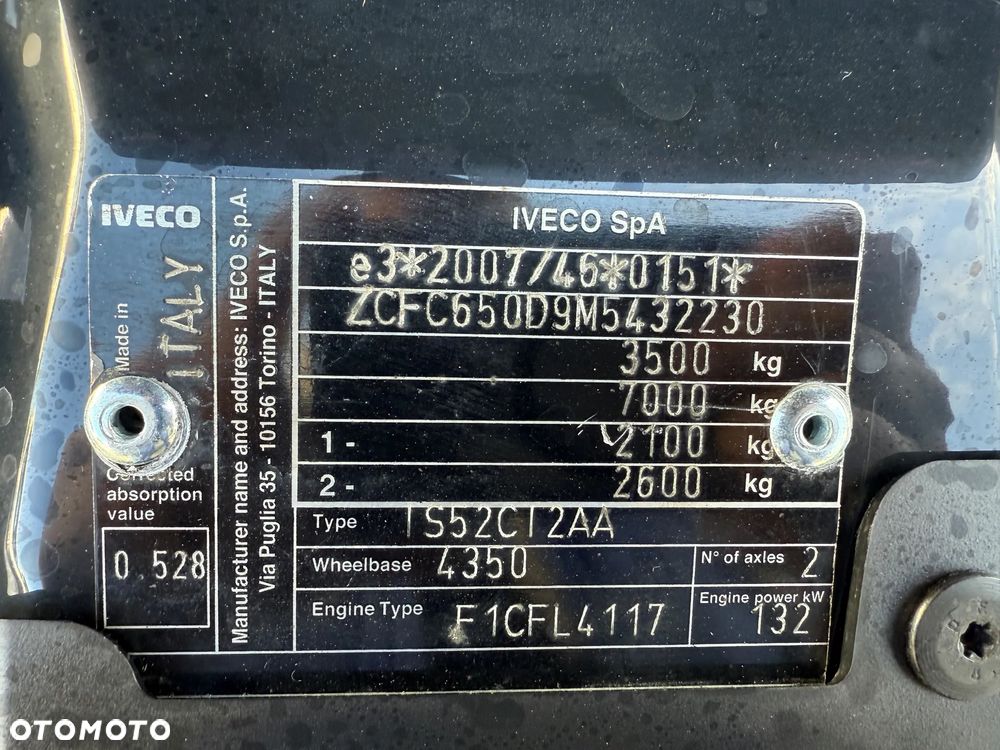 IVECO
Made in
ITALY
Corrected
absorption
value
0.528
Manufacturer name and address: IVECO S.p.A.
Via Puglia 35 - 10156 Torino - ITALY
IVECO SpA
e3*2007/46*0151*
ZCFC650D9M5432230
3500 kg
7000 kg
1 - 2100 kg
2 - 2600 kg
Type IS52CI2AA
Wheelbase 4350
N° of axles 2
Engine Type F1CFL4117
Engine power kW
132
OTOMOTO